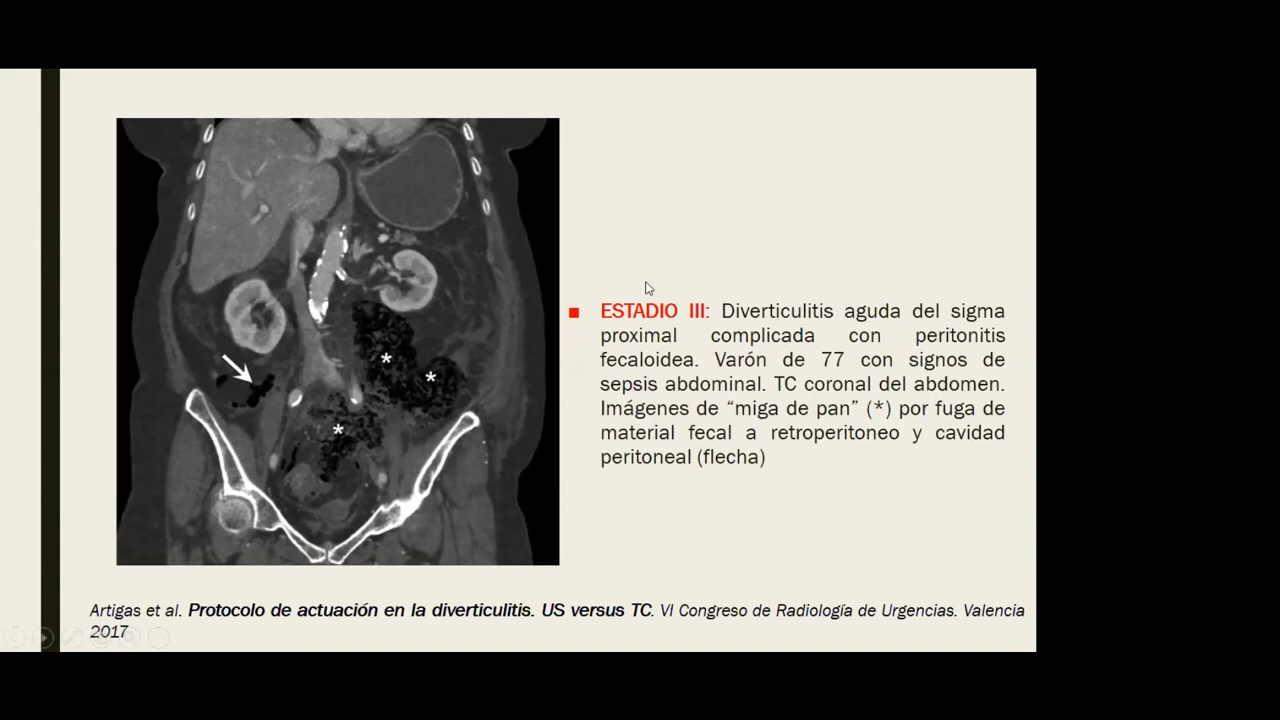 ESTADIO III: Diverticulitis aguda del sigma
proximal complicada con peritonitis
fecaloidea. Varón de 77 con signos de
sepsis abdominal. TC coronal del abdomen.
Imágenes de “miga de pan” (*) por fuga de
material fecal a retroperitoneo y cavidad
peritoneal (flecha)
*
*
*
Artigas et al. Protocolo de actuación en la diverticulitis. US versus TC. VI Congreso de Radiología de Urgencias. Valencia
2017